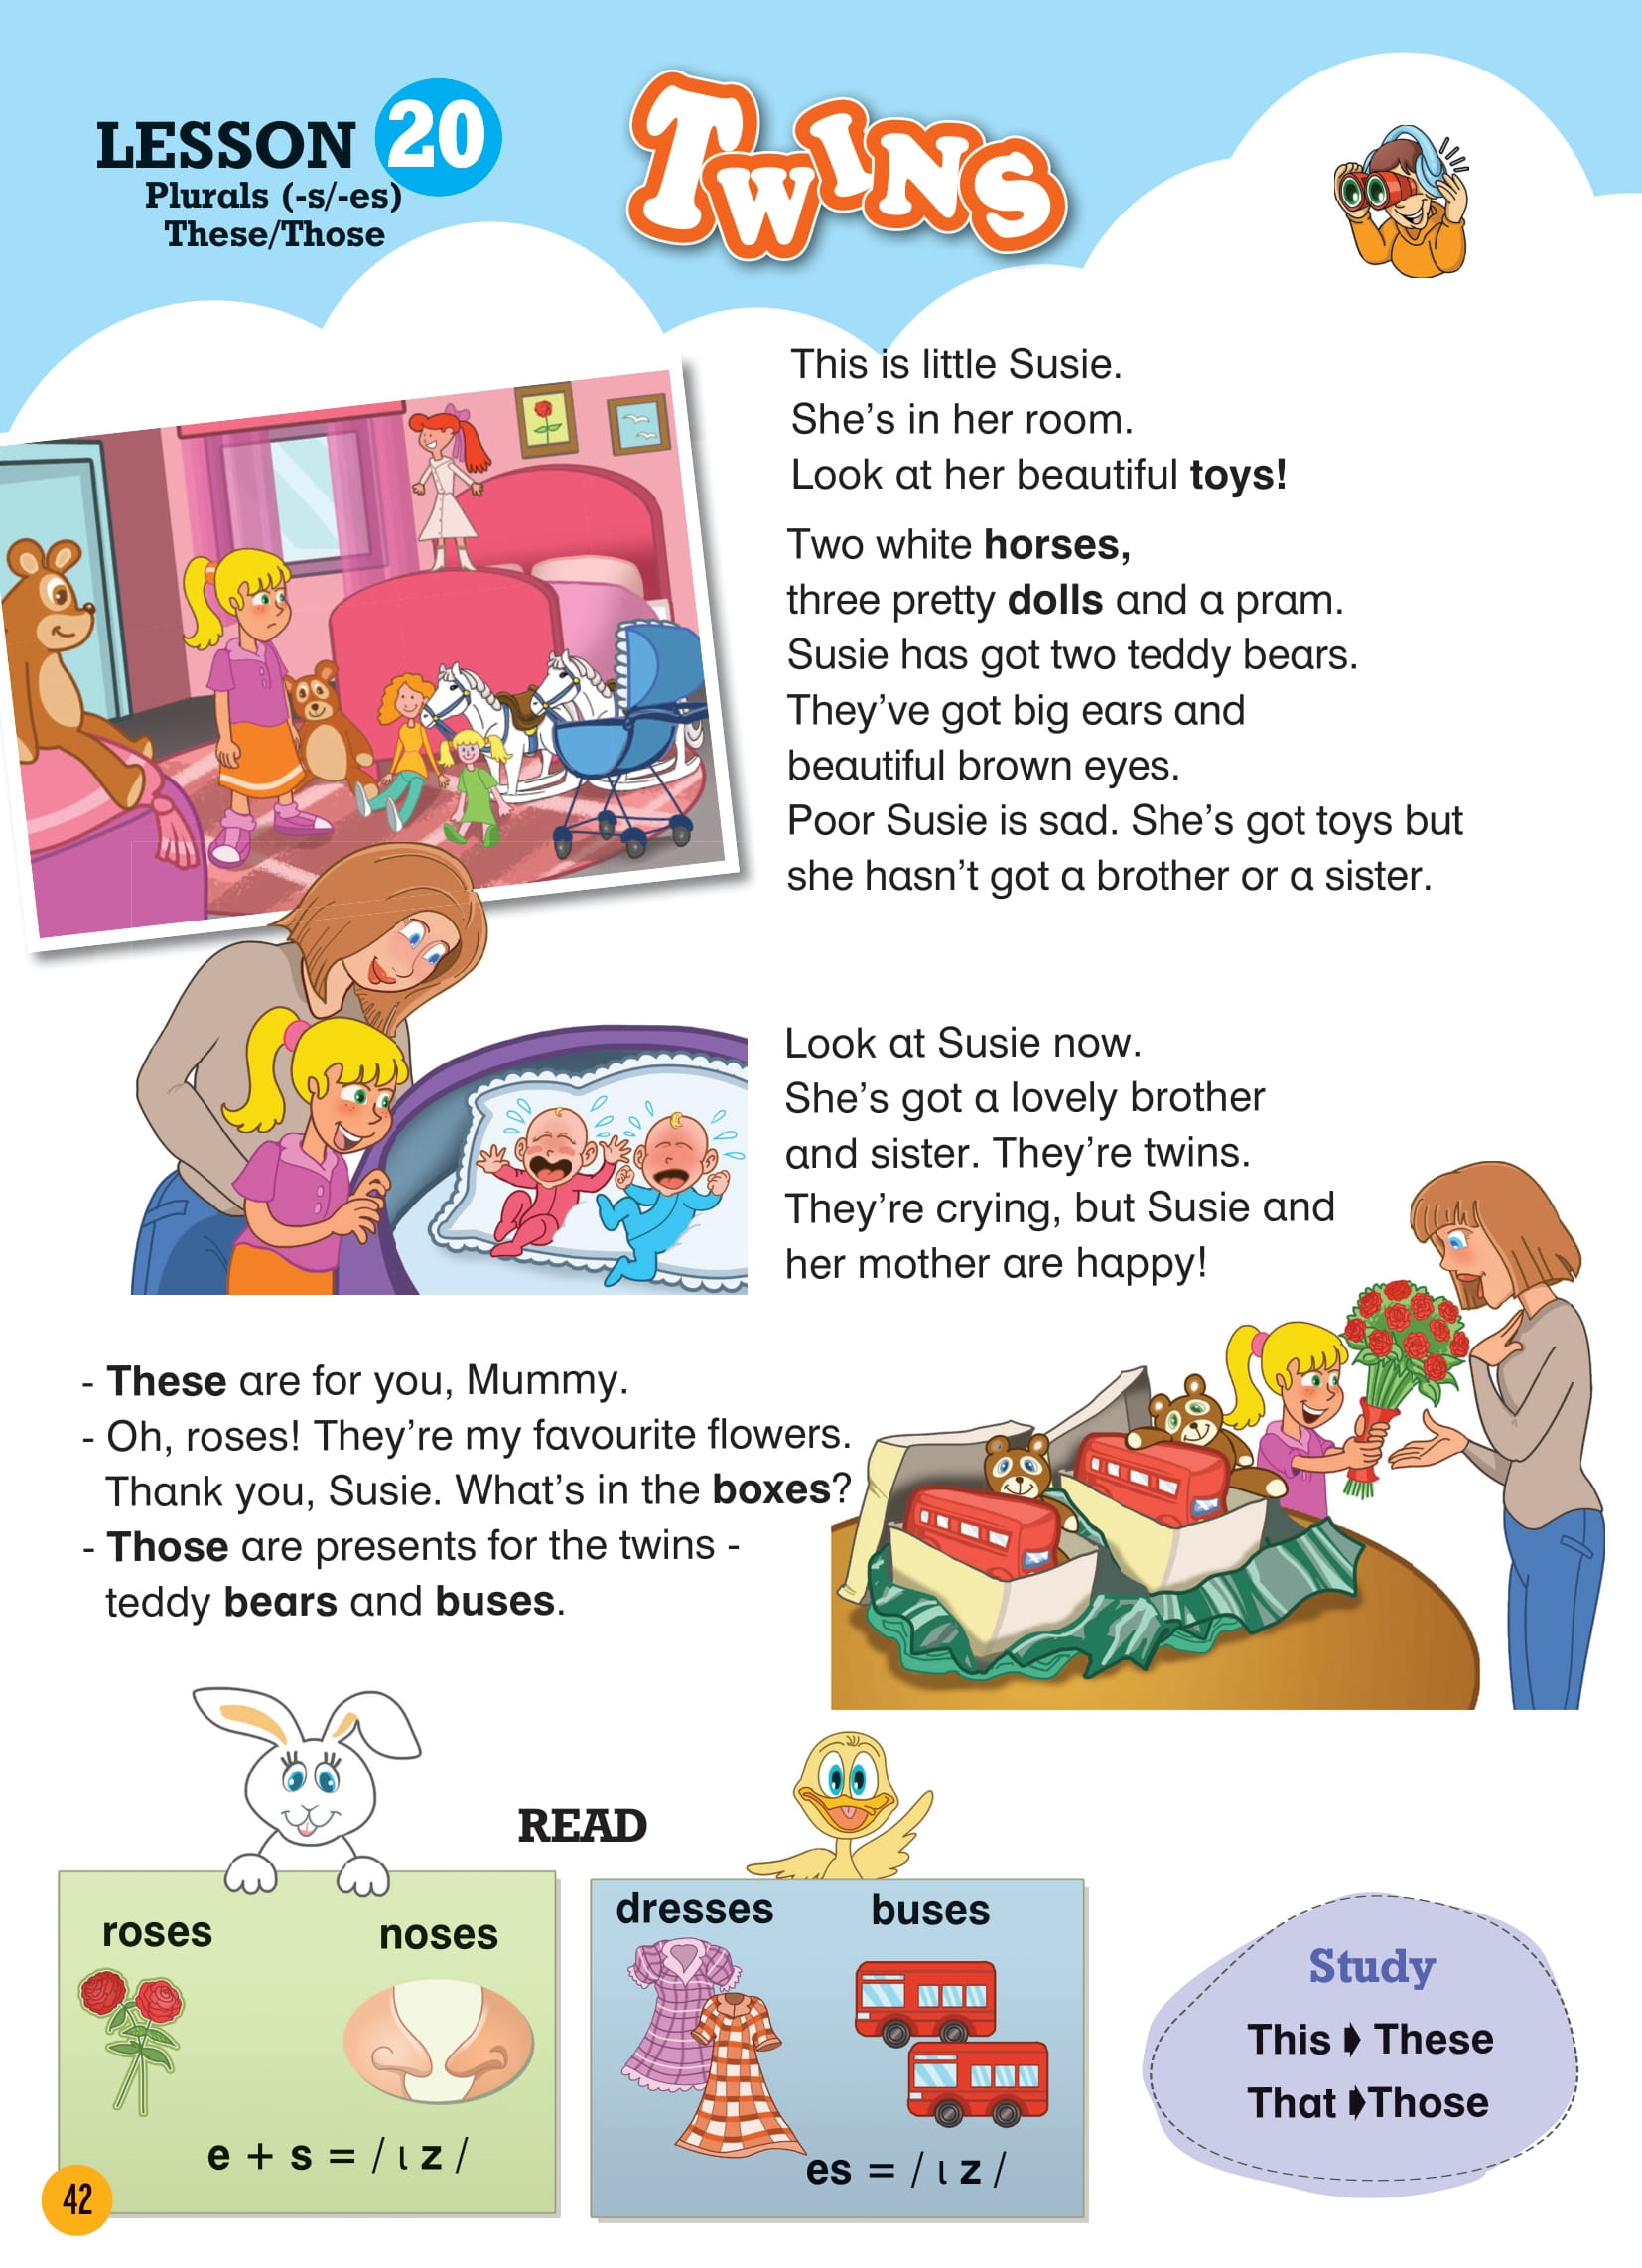 LESSON 20
Plurals (-s/-es)
These/Those
TWINS
This is little Susie.
She's in her room.
Look at her beautiful toys!
Two white horses,
three pretty dolls and a pram.
Susie has got two teddy bears.
They've got big ears and
beautiful brown eyes.
Poor Susie is sad. She's got toys but
she hasn't got a brother or a sister.
Look at Susie now.
She's got a lovely brother
and sister. They're twins.
They're crying, but Susie and
her mother are happy!
- These are for you, Mummy.
- Oh, roses! They're my favourite flowers.
Thank you, Susie. What's in the boxes?
- Those are presents for the twins -
teddy bears and buses.
READ
roses noses
e + s = / ɩ z /
dresses buses
es = / ɩ z /
Study
This ➧ These
That ➧ Those
42